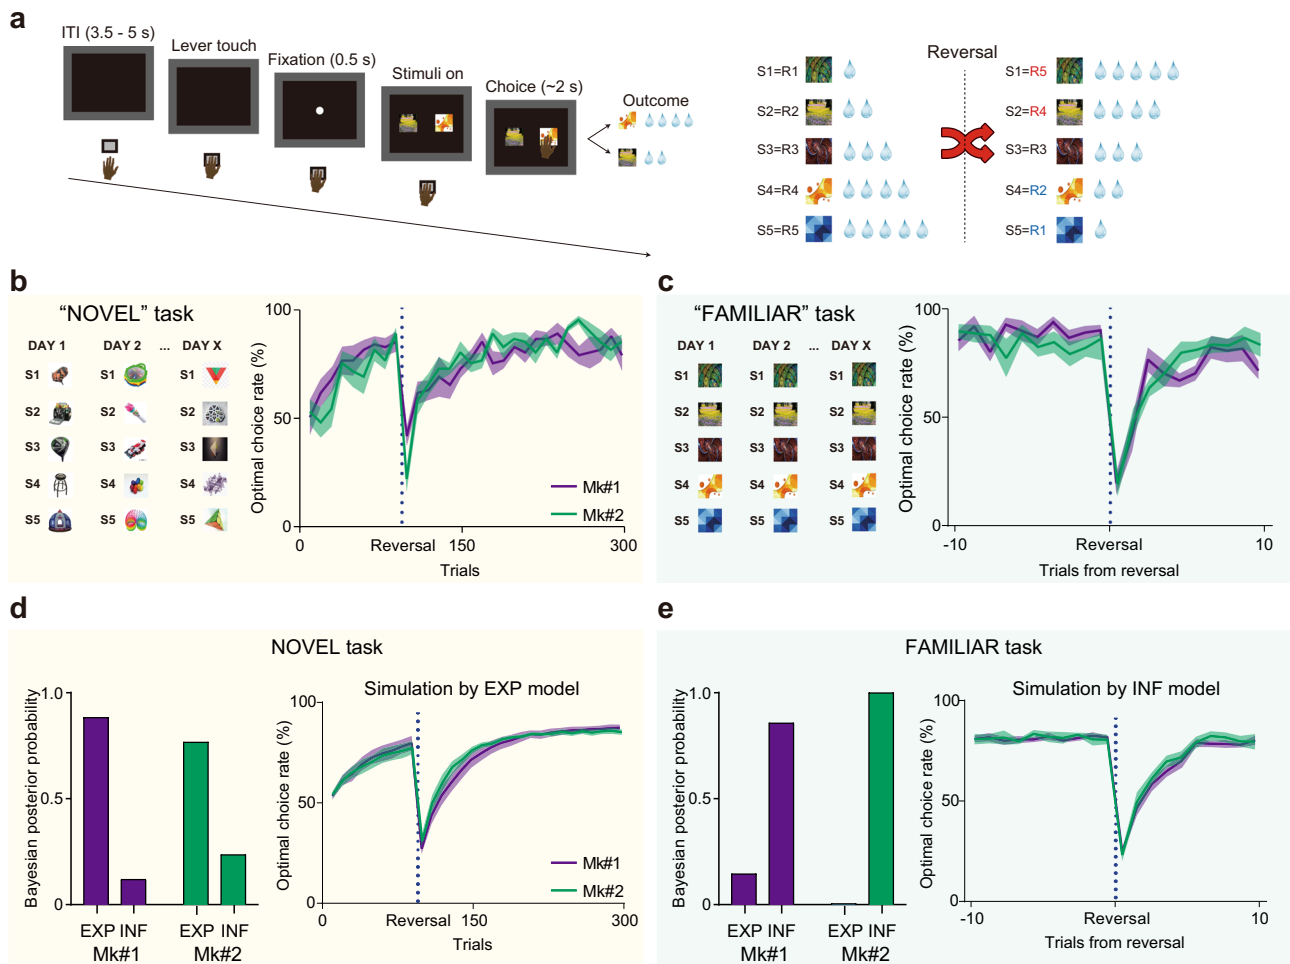 a
ITI (3.5 - 5 s)
Lever touch
Fixation (0.5 s)
Stimuli on
Choice (~2 s)
Outcome
Reversal
S1=R1
S2=R2
S3=R3
S4=R4
S5=R5
S1=R5
S2=R4
S3=R3
S4=R2
S5=R1
b
“NOVEL” task
DAY 1 DAY 2 ... DAY X
S1 S1 S1
S2 S2 S2
S3 S3 S3
S4 S4 S4
S5 S5 S5
Optimal choice rate (%)
100
50
0
0 Reversal 150 300
Trials
Mk#1
Mk#2
c
“FAMILIAR” task
DAY 1 DAY 2 ... DAY X
S1 S1 S1
S2 S2 S2
S3 S3 S3
S4 S4 S4
S5 S5 S5
Optimal choice rate (%)
100
50
0
-10 Reversal 10
Trials from reversal
d
NOVEL task
Bayesian posterior probability
1.0
0.5
0
EXP INF EXP INF
Mk#1 Mk#2
Simulation by EXP model
Optimal choice rate (%)
100
50
0
0 Reversal 150 300
Trials
Mk#1
Mk#2
e
FAMILIAR task
Bayesian posterior probability
1.0
0.5
0
EXP INF EXP INF
Mk#1 Mk#2
Simulation by INF model
Optimal choice rate (%)
100
50
0
-10 Reversal 10
Trials from reversal